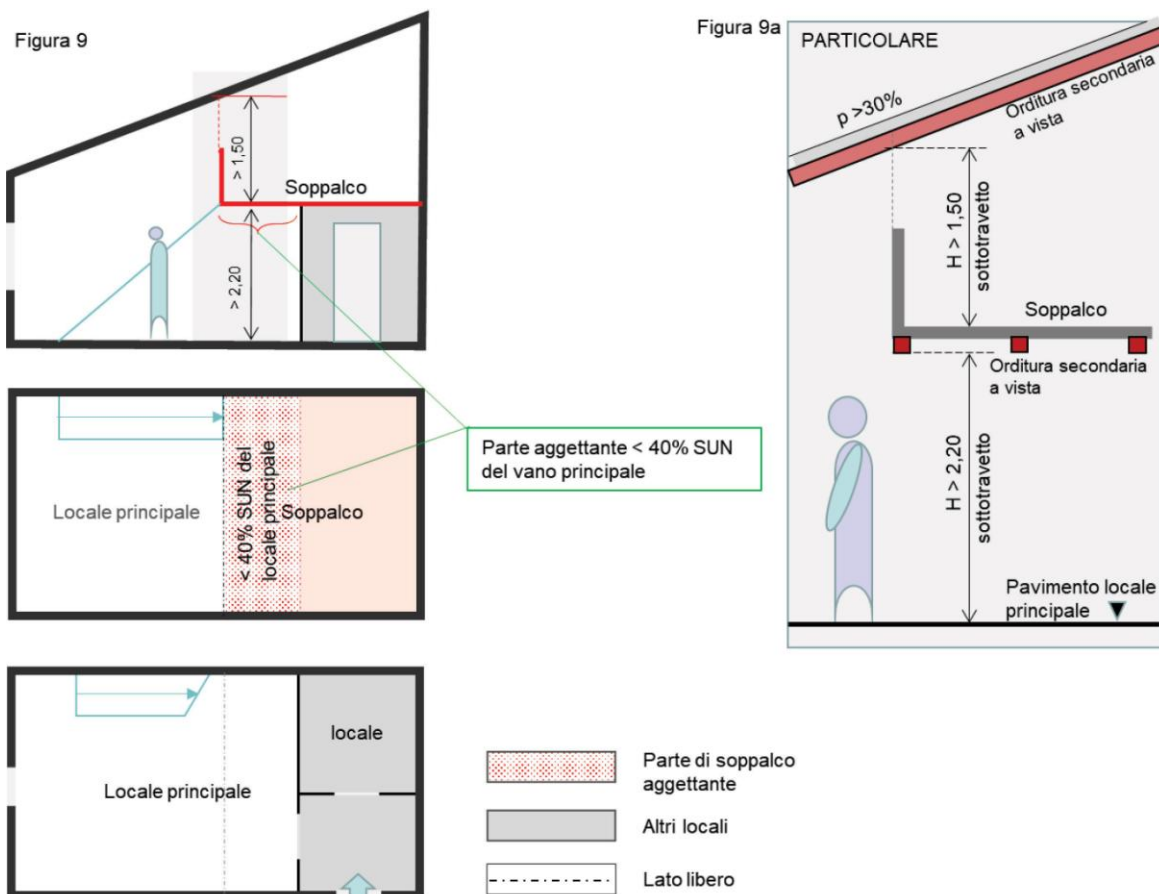 Figura 9
> 1,50
Soppalco
> 2,20
Parte aggettante < 40% SUN
del vano principale
Locale principale
< 40% SUN del
locale principale
Soppalco
Locale principale
locale
Parte di soppalco
aggettante
Altri locali
Lato libero
Figura 9a
PARTICOLARE
p >30%
Orditura secondaria
a vista
H > 1,50
sottotravetto
Soppalco
Orditura secondaria
a vista
H > 2,20
sottotravetto
Pavimento locale
principale